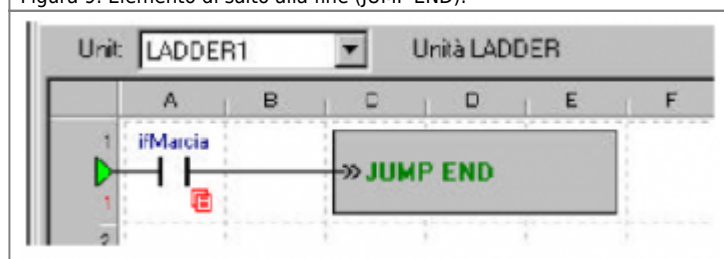 Figura 9: Elemento di salto alla fine (JUMP END).
Unit: LADDER1 Unità LADDER
A B C D E F
1 ifMarcia
JUMP END
1
2